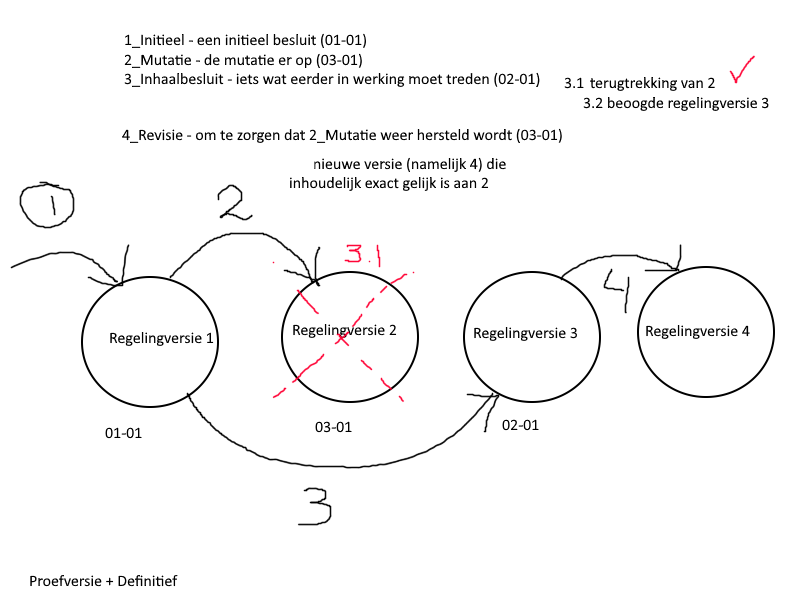 1_Initieel - een initieel besluit (01-01)
2_Mutatie - de mutatie er op (03-01)
3_Inhaalbesluit - iets wat eerder in werking moet treden (02-01)
3.1 terugtrekking van 2
3.2 beoogde regelingversie 3
4_Revisie - om te zorgen dat 2_Mutatie weer hersteld wordt (03-01)
nieuwe versie (namelijk 4) die
inhoudelijk exact gelijk is aan 2
1
2
3.1
4
Regelingversie 1
Regelingversie 2
Regelingversie 3
Regelingversie 4
01-01
03-01
02-01
3
Proefversie + Definitief